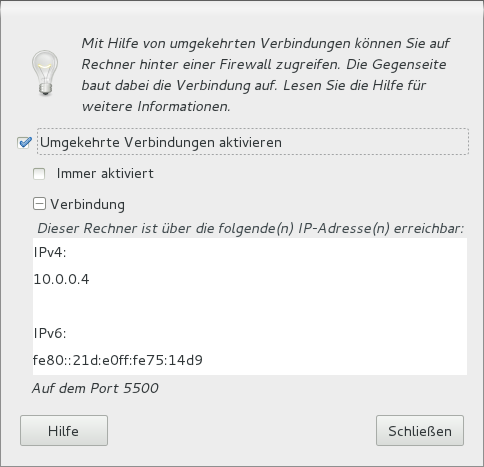 Mit Hilfe von umgekehrten Verbindungen können Sie auf
Rechner hinter einer Firewall zugreifen. Die Gegenseite
baut dabei die Verbindung auf. Lesen Sie die Hilfe für
weitere Informationen.
Umgekehrte Verbindungen aktivieren
Immer aktiviert
Verbindung
Dieser Rechner ist über die folgende(n) IP-Adresse(n) erreichbar:
IPv4:
10.0.0.4
IPv6:
fe80::21d:e0ff:fe75:14d9
Auf dem Port 5500
Hilfe
Schließen